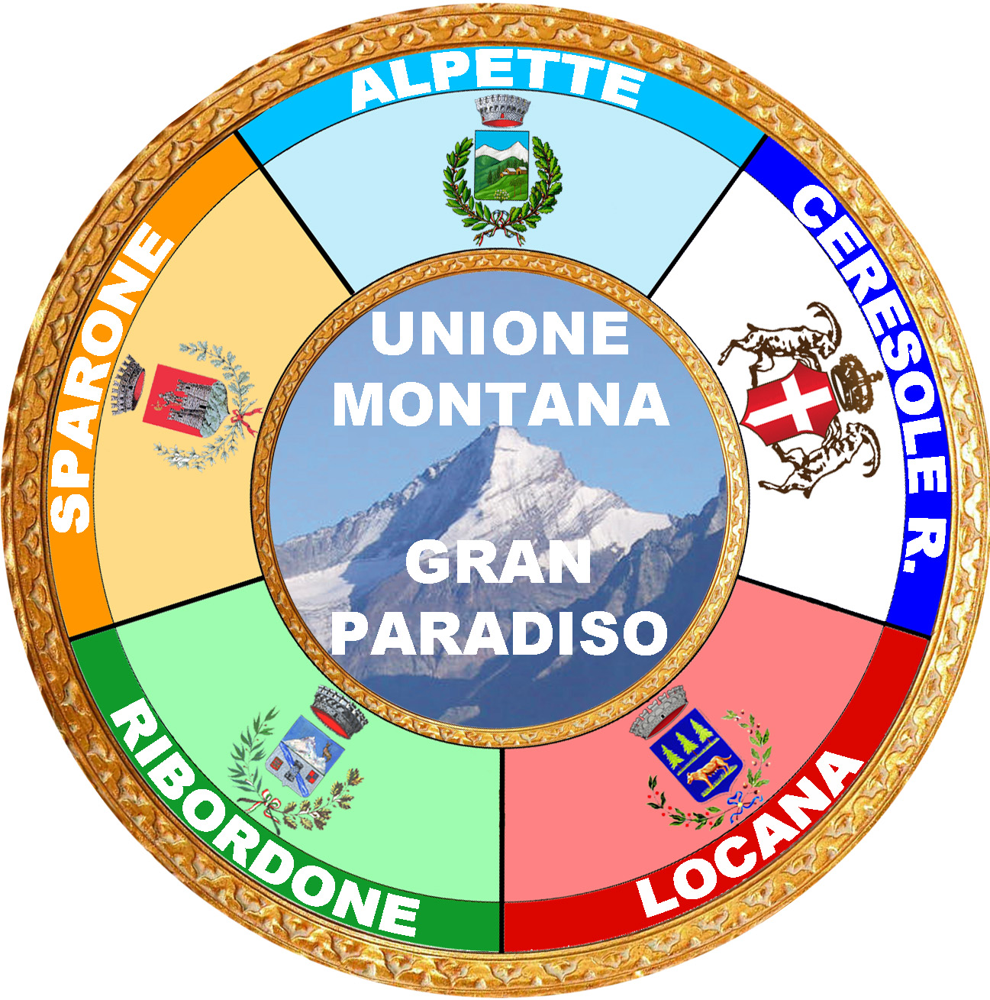 ALPETTE
CERESOLE R.
LOCANA
RIBORDONE
SPARONE
UNIONE
MONTANA
GRAN
PARADISO